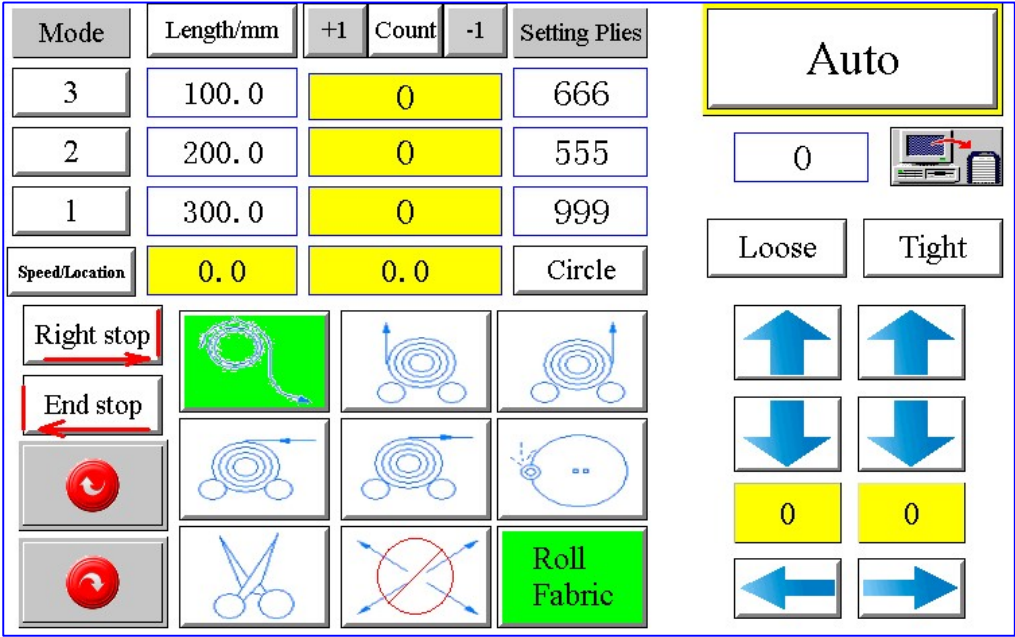 Mode Length/mm +1 Count -1 Setting Plies
3 100.0 0 666
2 200.0 0 555
1 300.0 0 999
Speed/Location 0.0 0.0 Circle
Right stop
End stop
Roll
Fabric
Auto
0
Loose Tight
0 0